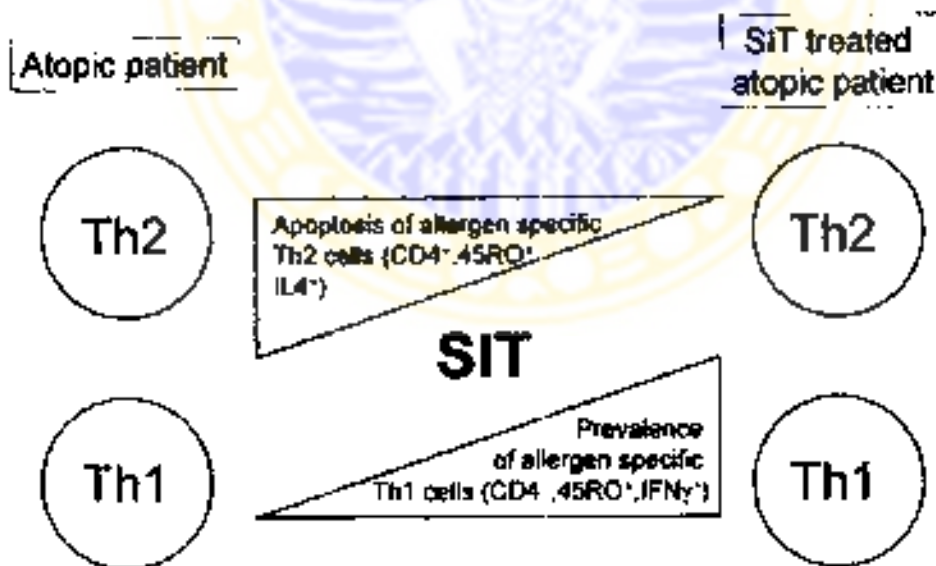 Atopic patient
SIT treated
atopic patient
Th2
Apoptosis of allergen specific
Th2 cells (CD4⁺,45RO⁺,
IL4⁺)
Th2
SIT
Th1
Prevalence
of allergen specific
Th1 cells (CD4⁺,45RO⁺,IFNγ⁺)
Th1